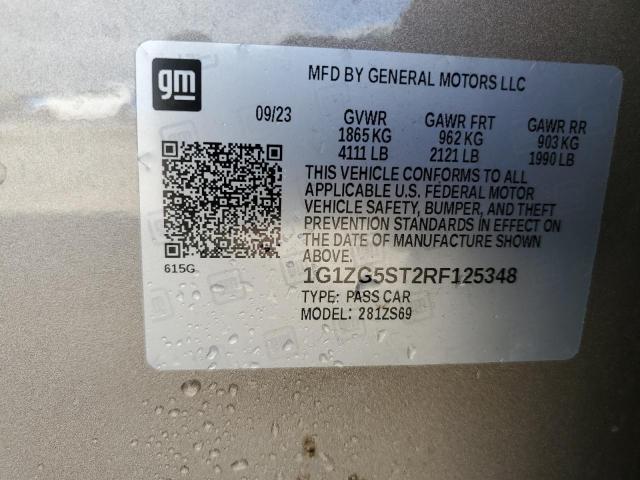 gm
MFD BY GENERAL MOTORS LLC
09/23 GVWR GAWR FRT GAWR RR
1865 KG 962 KG 903 KG
4111 LB 2121 LB 1990 LB
THIS VEHICLE CONFORMS TO ALL
APPLICABLE U.S. FEDERAL MOTOR
VEHICLE SAFETY, BUMPER, AND THEFT
PREVENTION STANDARDS IN EFFECT ON
THE DATE OF MANUFACTURE SHOWN
ABOVE.
615G
1G1ZG5ST2RF125348
TYPE: PASS CAR
MODEL: 281ZS69